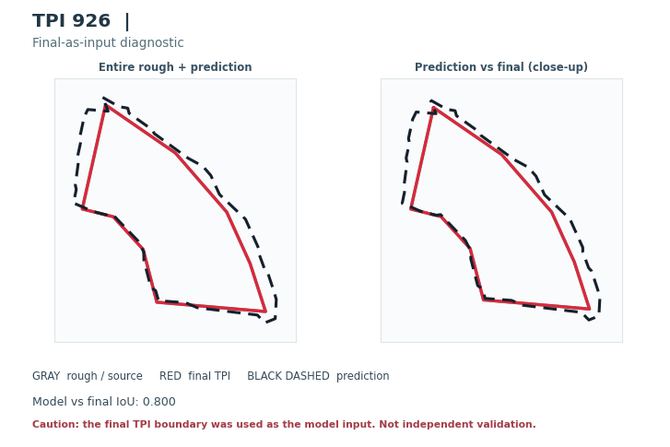 TPI 926 |
Final-as-input diagnostic
Entire rough + prediction
Prediction vs final (close-up)
GRAY rough / source RED final TPI BLACK DASHED prediction
Model vs final IoU: 0.800
Caution: the final TPI boundary was used as the model input. Not independent validation.